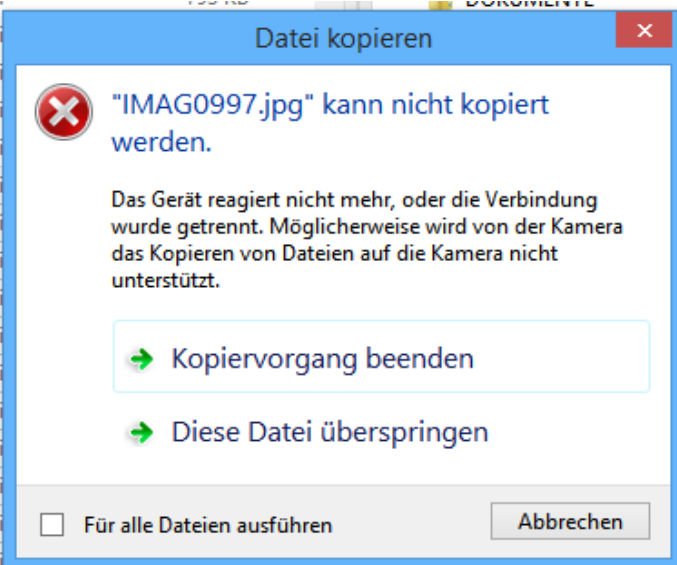 Datei kopieren
"IMAG0997.jpg" kann nicht kopiert
werden.
Das Gerät reagiert nicht mehr, oder die Verbindung
wurde getrennt. Möglicherweise wird von der Kamera
das Kopieren von Dateien auf die Kamera nicht
unterstützt.
Kopiervorgang beenden
Diese Datei überspringen
Für alle Dateien ausführen
Abbrechen